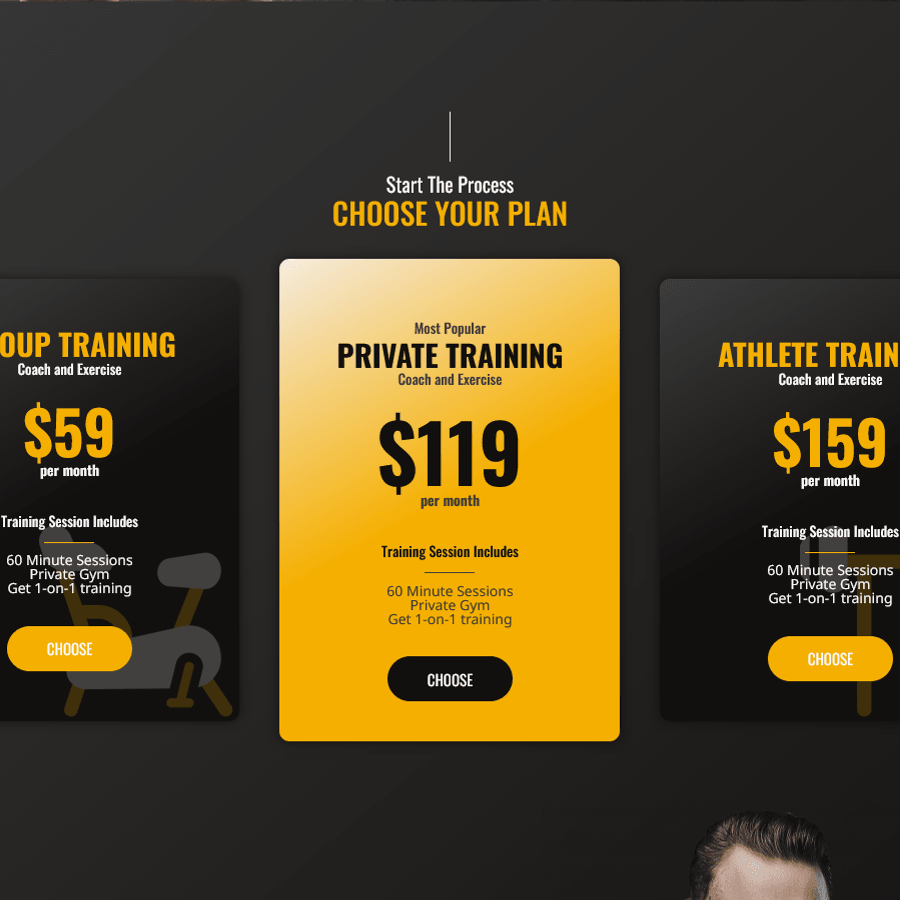 Start The Process
CHOOSE YOUR PLAN
OUP TRAINING
Coach and Exercise
$59
per month
Training Session Includes
60 Minute Sessions
Private Gym
Get 1-on-1 training
CHOOSE
Most Popular
PRIVATE TRAINING
Coach and Exercise
$119
per month
Training Session Includes
60 Minute Sessions
Private Gym
Get 1-on-1 training
CHOOSE
ATHLETE TRAIN
Coach and Exercise
$159
per month
Training Session Includes
60 Minute Sessions
Private Gym
Get 1-on-1 training
CHOOSE